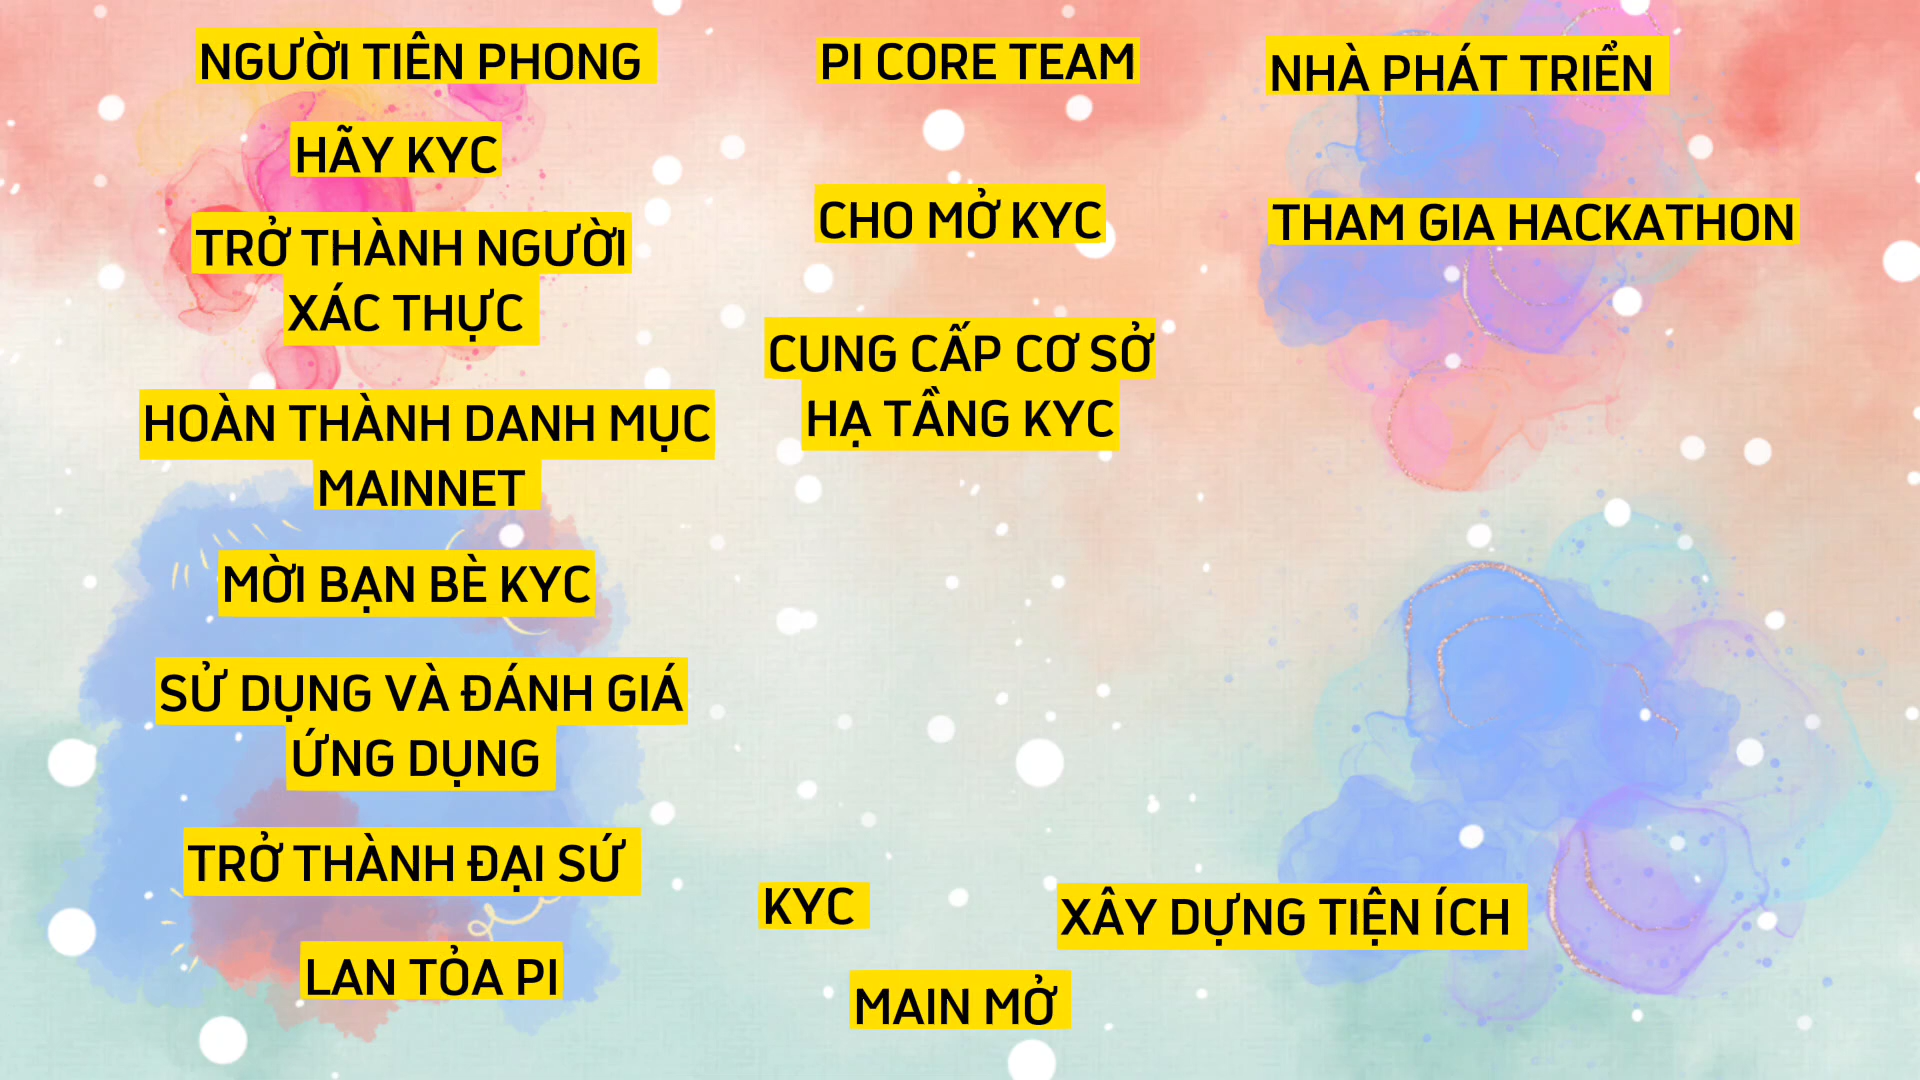 NGƯỜI TIÊN PHONG
HÃY KYC
TRỞ THÀNH NGƯỜI
XÁC THỰC
HOÀN THÀNH DANH MỤC
MAINNET
MỜI BẠN BÈ KYC
SỬ DỤNG VÀ ĐÁNH GIÁ
ỨNG DỤNG
TRỞ THÀNH ĐẠI SỨ
LAN TỎA PI
PI CORE TEAM
CHO MỞ KYC
CUNG CẤP CƠ SỞ
HẠ TẦNG KYC
NHÀ PHÁT TRIỂN
THAM GIA HACKATHON
KYC
XÂY DỰNG TIỆN ÍCH
MAIN MỞ